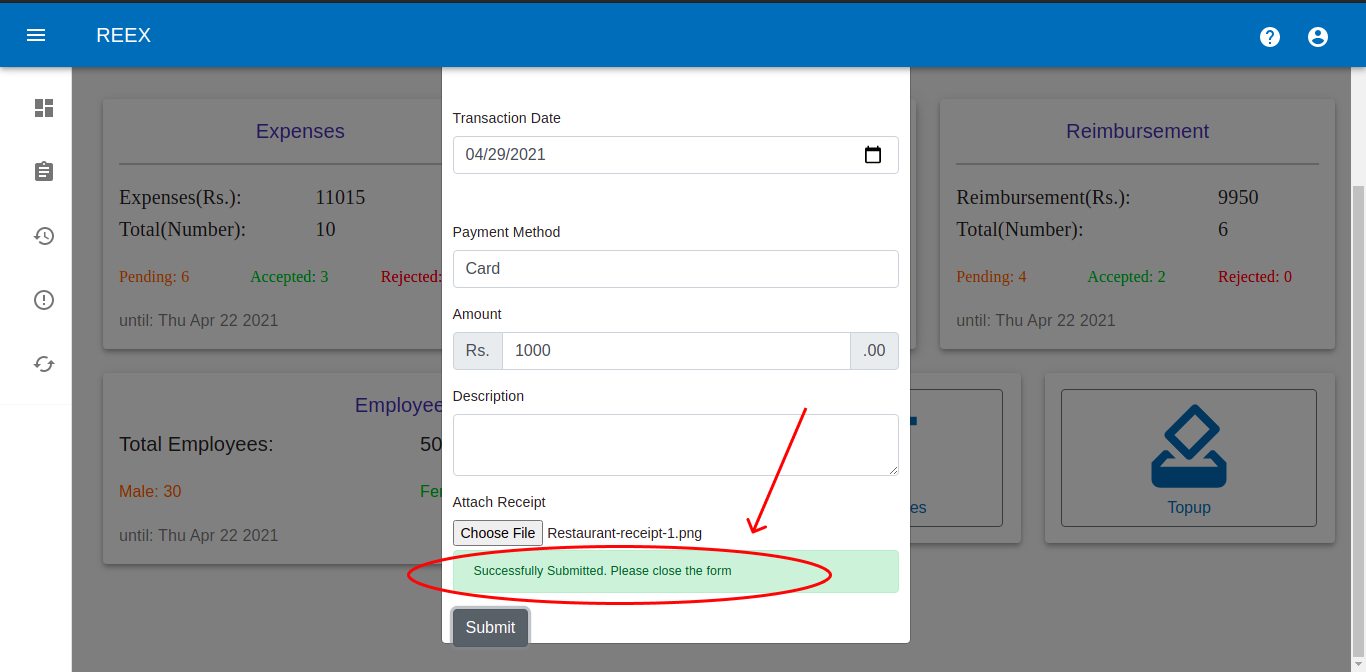 REEX
Expenses
Expenses(Rs.): 11015
Total(Number): 10
Pending: 6 Accepted: 3 Rejected:
until: Thu Apr 22 2021
Transaction Date
04/29/2021
Payment Method
Card
Amount
Rs. 1000 .00
Description
Attach Receipt
Choose File Restaurant-receipt-1.png
Successfully Submitted. Please close the form
Submit
Reimbursement
Reimbursement(Rs.): 9950
Total(Number): 6
Pending: 4 Accepted: 2 Rejected: 0
until: Thu Apr 22 2021
Employee
Total Employees: 50
Male: 30
until: Thu Apr 22 2021
Topup